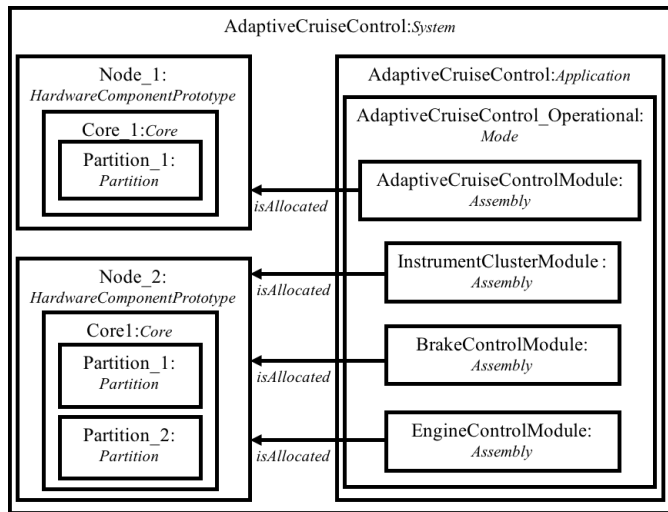 AdaptiveCruiseControl:System
Node_1:
HardwareComponentPrototype
Core_1:Core
Partition_1:
Partition
Node_2:
HardwareComponentPrototype
Core1:Core
Partition_1:
Partition
Partition_2:
Partition
isAllocated
isAllocated
isAllocated
isAllocated
AdaptiveCruiseControl:Application
AdaptiveCruiseControl_Operational:
Mode
AdaptiveCruiseControlModule:
Assembly
InstrumentClusterModule:
Assembly
BrakeControlModule:
Assembly
EngineControlModule:
Assembly